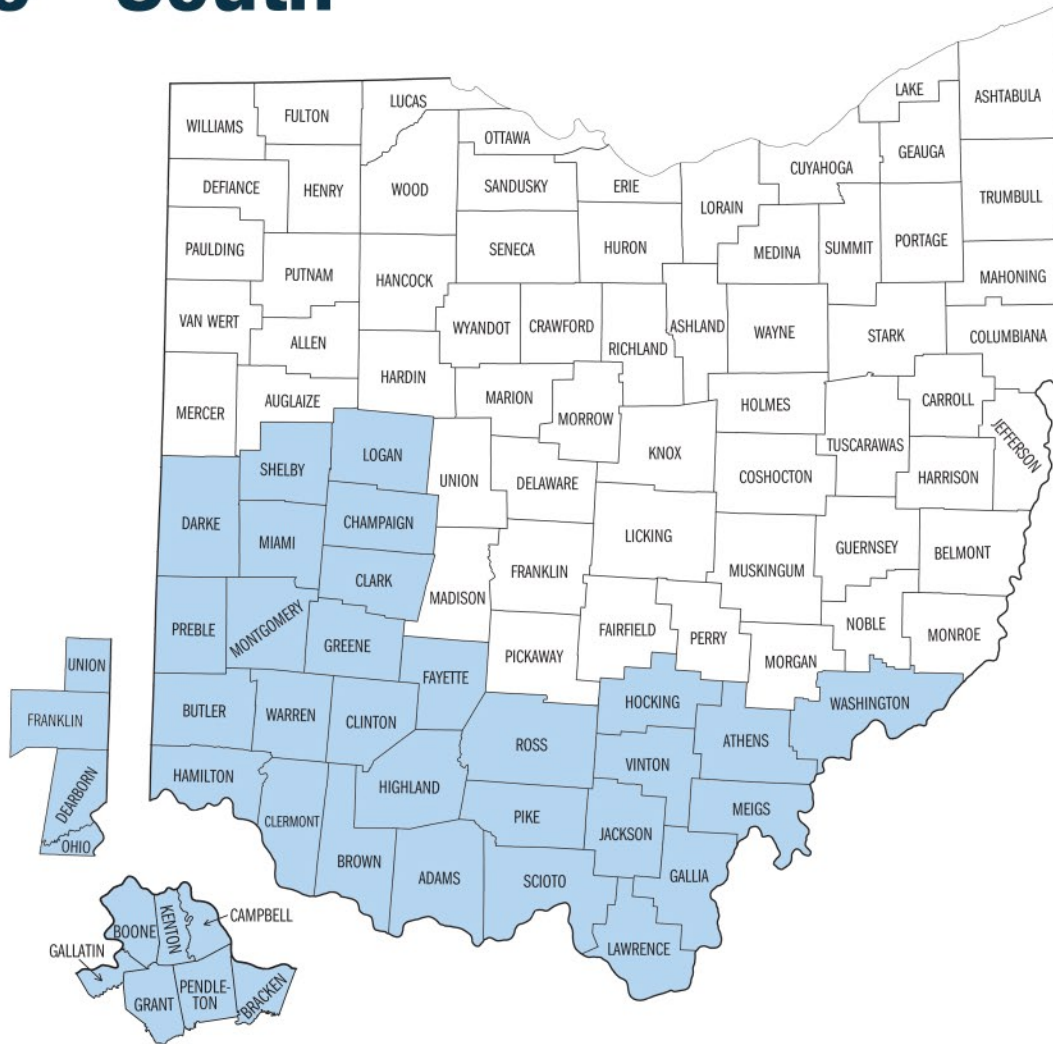 South
LAKE
ASHTABULA
LUCAS
FULTON
WILLIAMS
OTTAWA
GEAUGA
CUYAHOGA
DEFIANCE
HENRY
WOOD
SANDUSKY
ERIE
LORAIN
TRUMBULL
PAULDING
SENECA
HURON
MEDINA
SUMMIT
PORTAGE
PUTNAM
HANCOCK
MAHONING
VAN WERT
WYANDOT
CRAWFORD
ASHLAND
WAYNE
STARK
COLUMBIANA
ALLEN
RICHLAND
HARDIN
MARION
MERCER
AUGLAIZE
MORROW
HOLMES
CARROLL
JEFFERSON
TUSCARAWAS
SHELBY
LOGAN
UNION
KNOX
DELAWARE
COSHOCTON
HARRISON
DARKE
CHAMPAIGN
MIAMI
LICKING
GUERNSEY
BELMONT
CLARK
FRANKLIN
MUSKINGUM
MADISON
PREBLE
MONTGOMERY
GREENE
FAIRFIELD
PERRY
NOBLE
MONROE
PICKAWAY
MORGAN
UNION
FAYETTE
FRANKLIN
BUTLER
WARREN
CLINTON
HOCKING
WASHINGTON
ROSS
ATHENS
VINTON
HAMILTON
HIGHLAND
DEARBORN
CLERMONT
PIKE
JACKSON
MEIGS
OHIO
BROWN
ADAMS
SCIOTO
GALLIA
CAMPBELL
BOONE
KENTON
GALLATIN
LAWRENCE
GRANT
PENDLE-
TON
BRACKEN